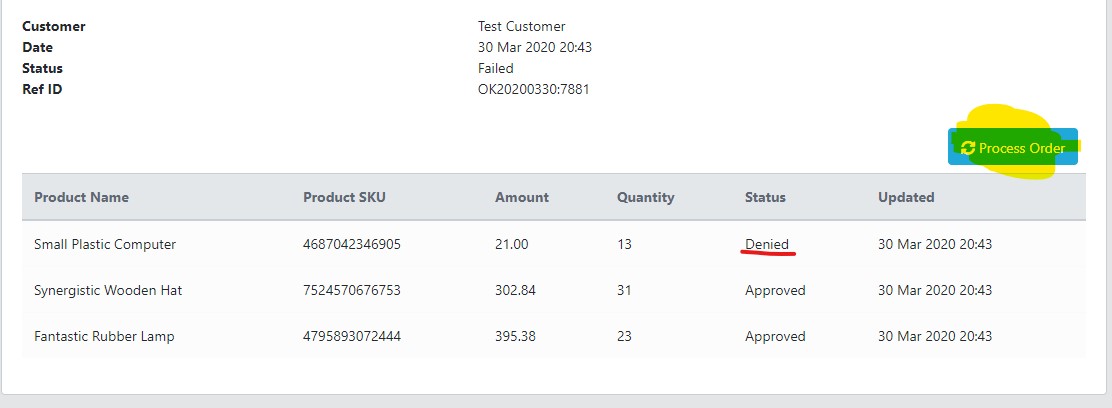 Customer Test Customer
Date 30 Mar 2020 20:43
Status Failed
Ref ID OK20200330:7881
Process Order
Product Name Product SKU Amount Quantity Status Updated
Small Plastic Computer 4687042346905 21.00 13 Denied 30 Mar 2020 20:43
Synergistic Wooden Hat 7524570676753 302.84 31 Approved 30 Mar 2020 20:43
Fantastic Rubber Lamp 4795893072444 395.38 23 Approved 30 Mar 2020 20:43